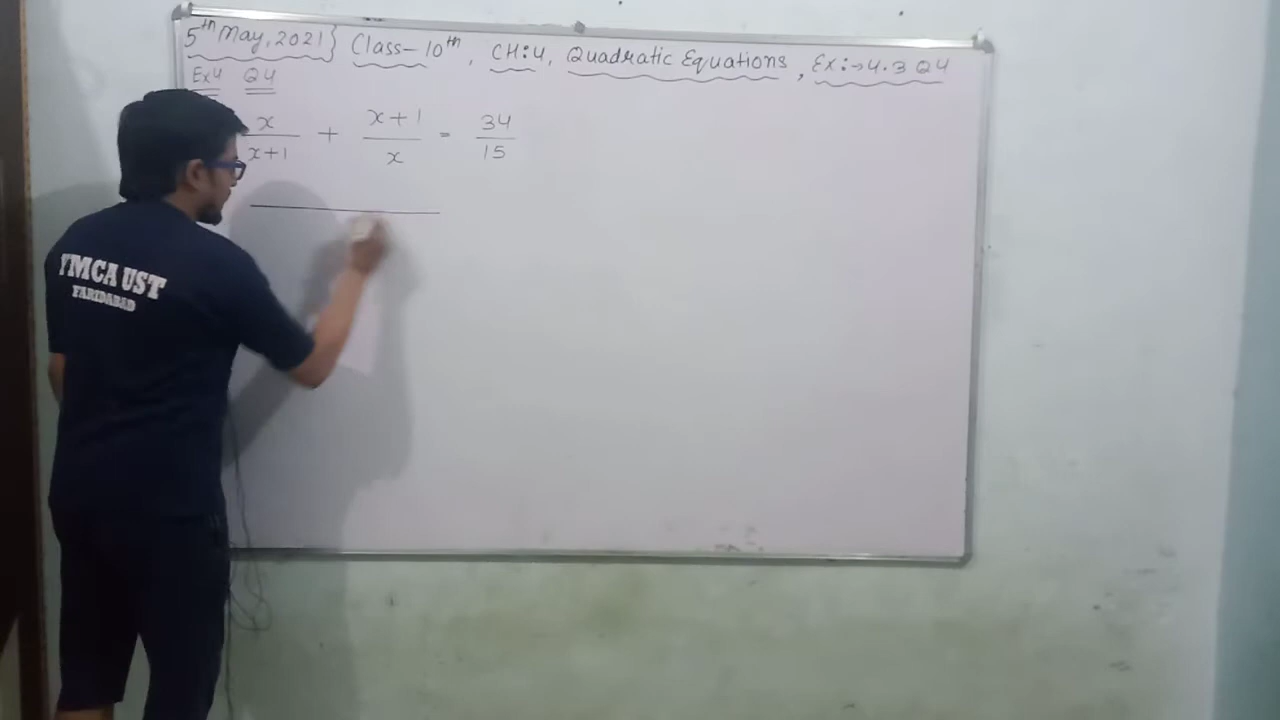 5th May, 2021} Class-10th, CH:4, Quadratic Equations, Ex:→4.3 Q4
Ex4 Q4
x/x+1 + x+1/x = 34/15
YMCA UST
FARIDABAD